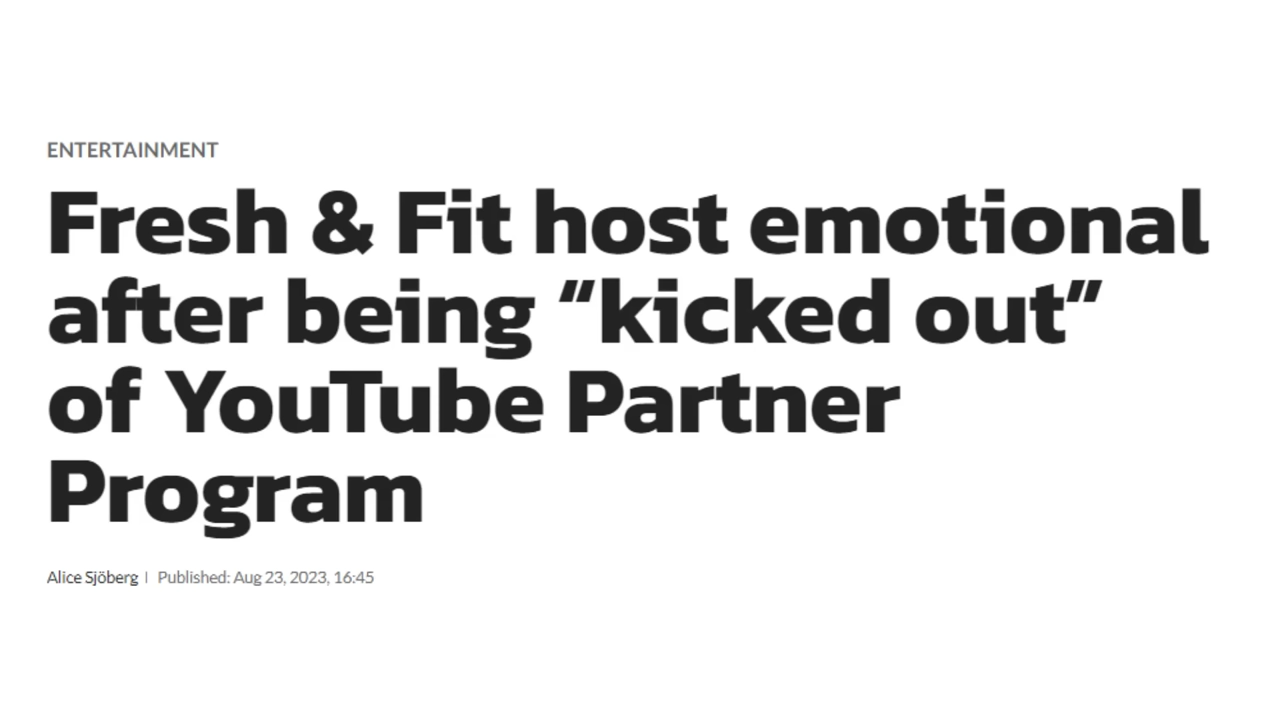 ENTERTAINMENT
Fresh & Fit host emotional
after being “kicked out”
of YouTube Partner
Program
Alice Sjöberg | Published: Aug 23, 2023, 16:45